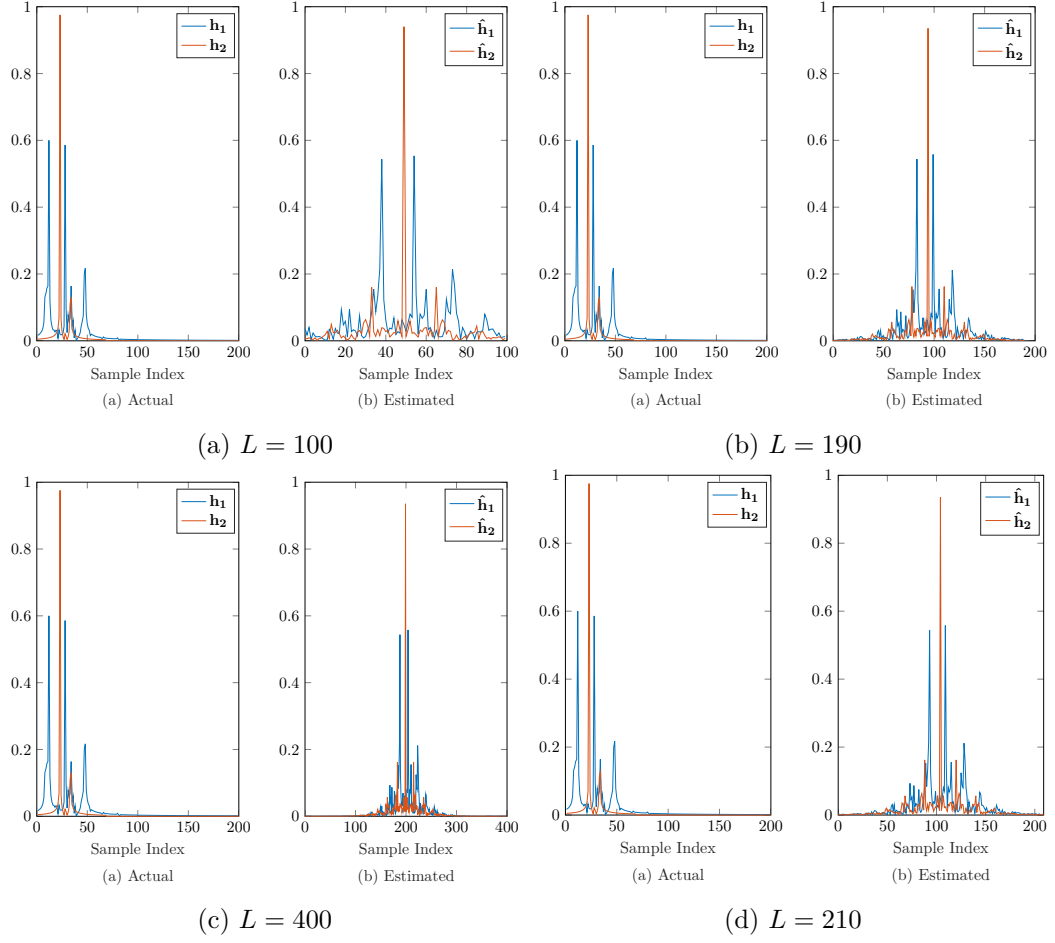 1
0.8
0.6
0.4
0.2
0
0 50 100 150 200
Sample Index
(a) Actual
h₁
h₂
1
0.8
0.6
0.4
0.2
0
0 20 40 60 80 100
Sample Index
(b) Estimated
ĥ₁
ĥ₂
(a) L = 100
1
0.8
0.6
0.4
0.2
0
0 50 100 150 200
Sample Index
(a) Actual
h₁
h₂
1
0.8
0.6
0.4
0.2
0
0 50 100 150 200
Sample Index
(b) Estimated
ĥ₁
ĥ₂
(b) L = 190
1
0.8
0.6
0.4
0.2
0
0 50 100 150 200
Sample Index
(a) Actual
h₁
h₂
1
0.8
0.6
0.4
0.2
0
0 100 200 300 400
Sample Index
(b) Estimated
ĥ₁
ĥ₂
(c) L = 400
1
0.8
0.6
0.4
0.2
0
0 50 100 150 200
Sample Index
(a) Actual
h₁
h₂
1
0.8
0.6
0.4
0.2
0
0 50 100 150 200
Sample Index
(b) Estimated
ĥ₁
ĥ₂
(d) L = 210